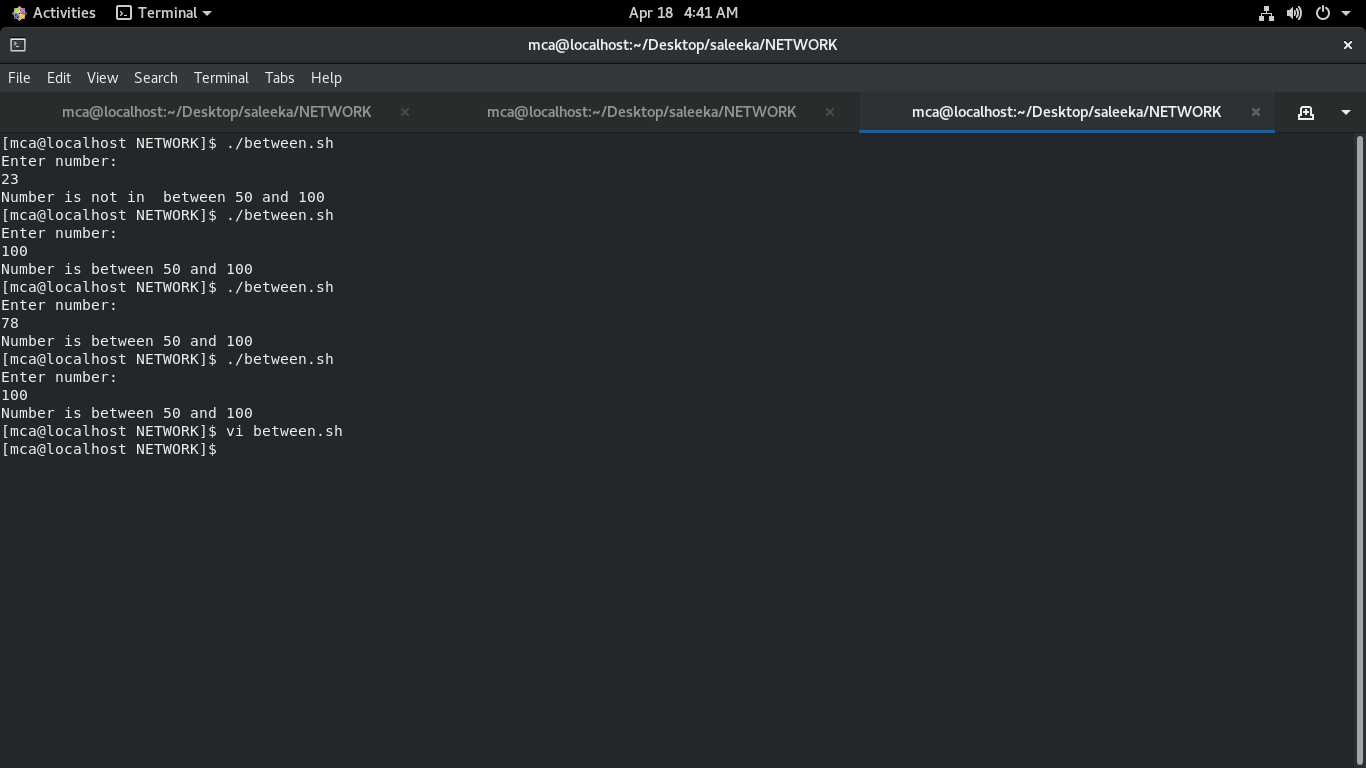 Activities Terminal Apr 18 4:41 AM
mca@localhost:~/Desktop/saleeka/NETWORK
File Edit View Search Terminal Tabs Help
mca@localhost:~/Desktop/saleeka/NETWORK mca@localhost:~/Desktop/saleeka/NETWORK mca@localhost:~/Desktop/saleeka/NETWORK
[mca@localhost NETWORK]$ ./between.sh
Enter number:
23
Number is not in  between 50 and 100
[mca@localhost NETWORK]$ ./between.sh
Enter number:
100
Number is between 50 and 100
[mca@localhost NETWORK]$ ./between.sh
Enter number:
78
Number is between 50 and 100
[mca@localhost NETWORK]$ ./between.sh
Enter number:
100
Number is between 50 and 100
[mca@localhost NETWORK]$ vi between.sh
[mca@localhost NETWORK]$